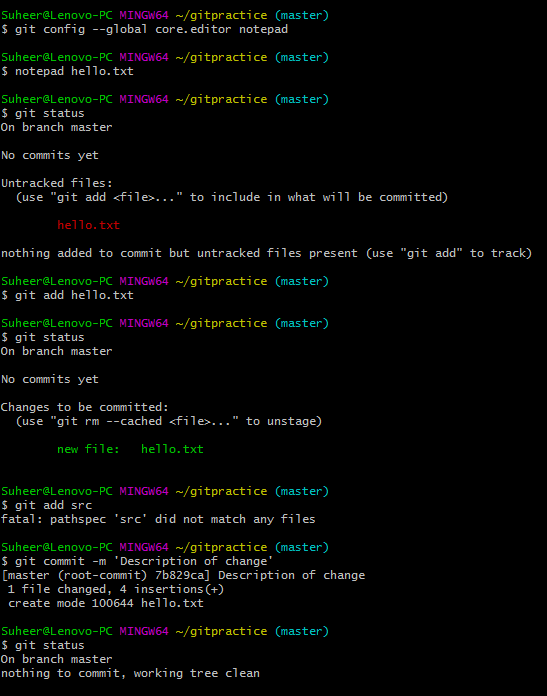 Suheer@Lenovo-PC MINGW64 ~/gitpractice (master)
$ git config --global core.editor notepad
Suheer@Lenovo-PC MINGW64 ~/gitpractice (master)
$ notepad hello.txt
Suheer@Lenovo-PC MINGW64 ~/gitpractice (master)
$ git status
On branch master
No commits yet
Untracked files:
(use "git add <file>..." to include in what will be committed)
hello.txt
nothing added to commit but untracked files present (use "git add" to track)
Suheer@Lenovo-PC MINGW64 ~/gitpractice (master)
$ git add hello.txt
Suheer@Lenovo-PC MINGW64 ~/gitpractice (master)
$ git status
On branch master
No commits yet
Changes to be committed:
(use "git rm --cached <file>..." to unstage)
new file:   hello.txt
Suheer@Lenovo-PC MINGW64 ~/gitpractice (master)
$ git add src
fatal: pathspec 'src' did not match any files
Suheer@Lenovo-PC MINGW64 ~/gitpractice (master)
$ git commit -m 'Description of change'
[master (root-commit) 7b829ca] Description of change
1 file changed, 4 insertions(+)
create mode 100644 hello.txt
Suheer@Lenovo-PC MINGW64 ~/gitpractice (master)
$ git status
On branch master
nothing to commit, working tree clean